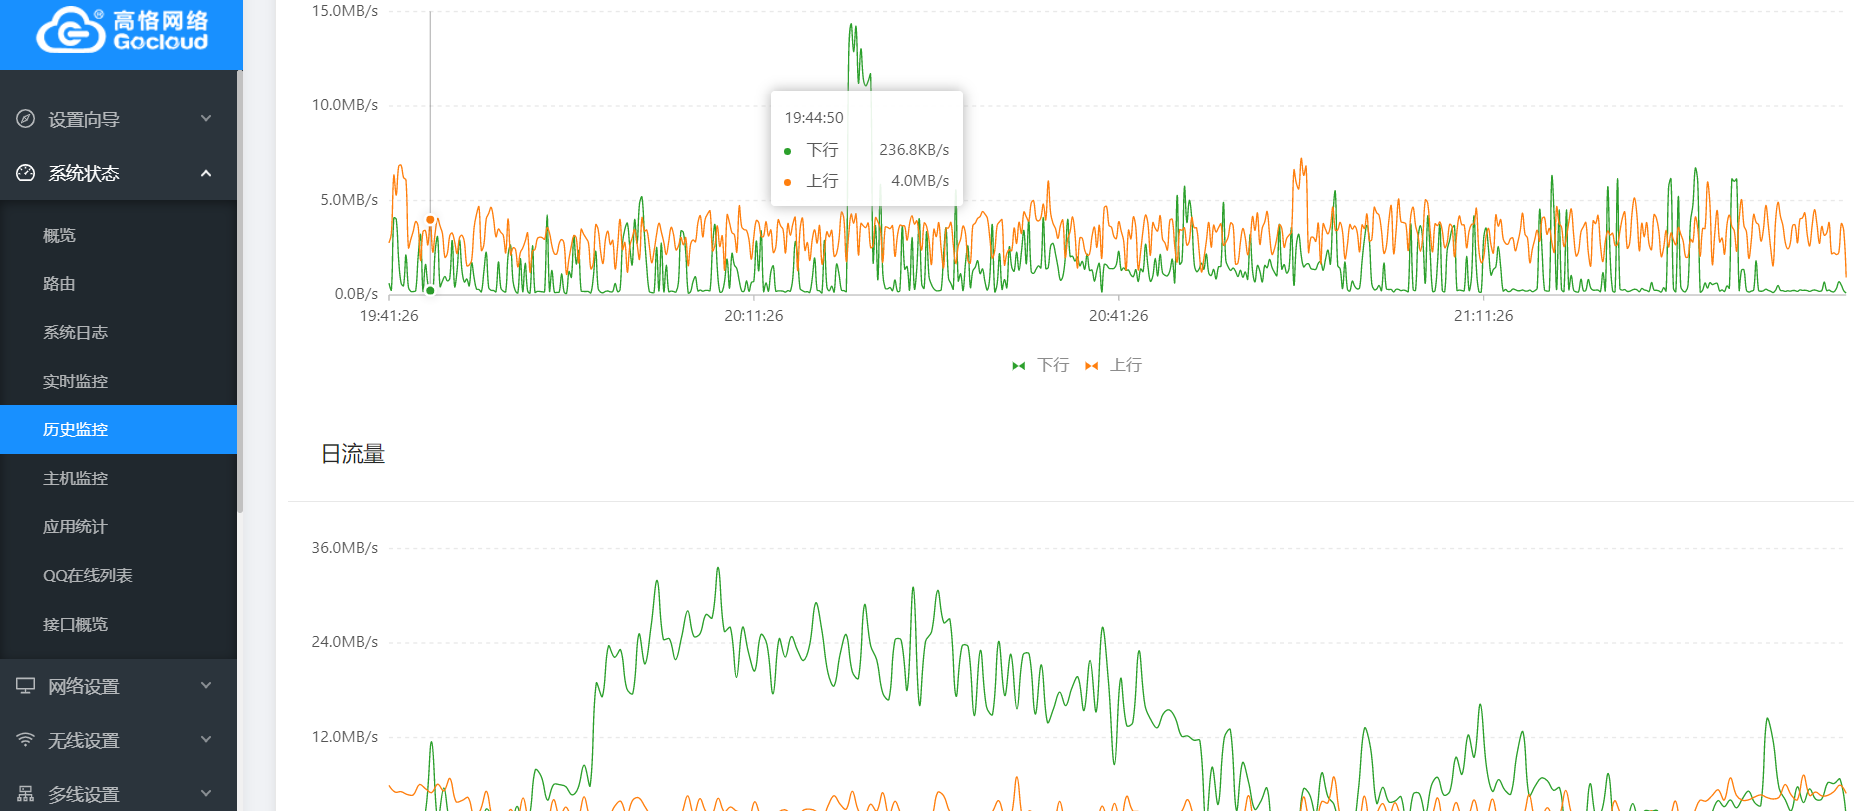 高恪网络
Gocloud
设置向导
系统状态
概览
路由
系统日志
实时监控
历史监控
主机监控
应用统计
QQ在线列表
接口概览
网络设置
无线设置
多线设置
15.0MB/s
10.0MB/s
5.0MB/s
0.0B/s
19:44:50
下行 236.8KB/s
上行 4.0MB/s
19:41:26 20:11:26 20:41:26 21:11:26
下行 上行
日流量
36.0MB/s
24.0MB/s
12.0MB/s